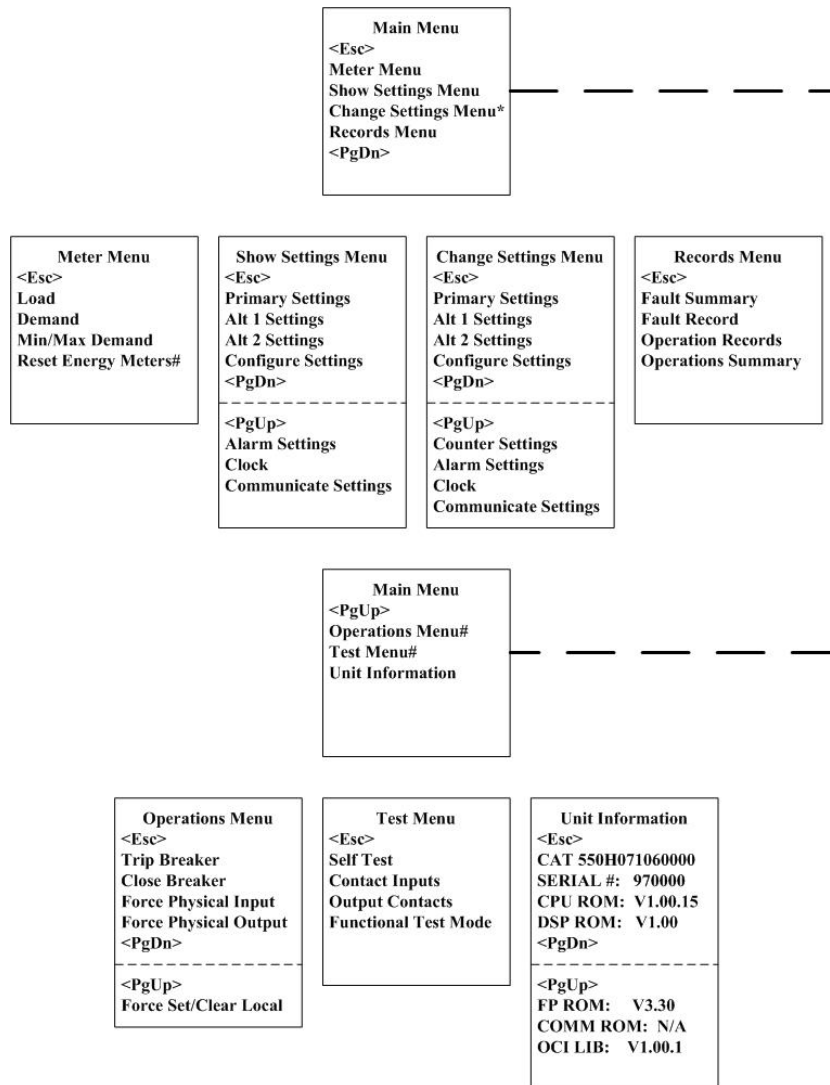 Main Menu
<Esc>
Meter Menu
Show Settings Menu
Change Settings Menu*
Records Menu
<PgDn>
Meter Menu
<Esc>
Load
Demand
Min/Max Demand
Reset Energy Meters#
Show Settings Menu
<Esc>
Primary Settings
Alt 1 Settings
Alt 2 Settings
Configure Settings
<PgDn>
<PgUp>
Alarm Settings
Clock
Communicate Settings
Change Settings Menu
<Esc>
Primary Settings
Alt 1 Settings
Alt 2 Settings
Configure Settings
<PgDn>
<PgUp>
Counter Settings
Alarm Settings
Clock
Communicate Settings
Records Menu
<Esc>
Fault Summary
Fault Record
Operation Records
Operations Summary
Main Menu
<PgUp>
Operations Menu#
Test Menu#
Unit Information
Operations Menu
<Esc>
Trip Breaker
Close Breaker
Force Physical Input
Force Physical Output
<PgDn>
<PgUp>
Force Set/Clear Local
Test Menu
<Esc>
Self Test
Contact Inputs
Output Contacts
Functional Test Mode
Unit Information
<Esc>
CAT 550H071060000
SERIAL #: 970000
CPU ROM: V1.00.15
DSP ROM: V1.00
<PgDn>
<PgUp>
FP ROM: V3.30
COMM ROM: N/A
OCI LIB: V1.00.1